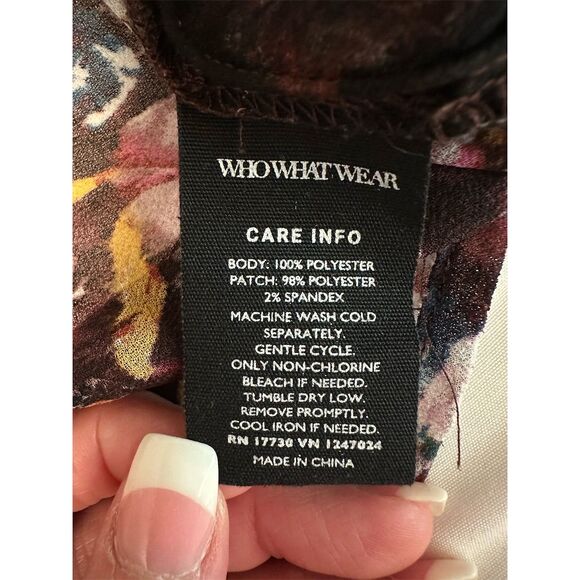 WHO WHAT WEAR
CARE INFO
BODY: 100% POLYESTER
PATCH: 98% POLYESTER
2% SPANDEX
MACHINE WASH COLD
SEPARATELY.
GENTLE CYCLE.
ONLY NON-CHLORINE
BLEACH IF NEEDED.
TUMBLE DRY LOW.
REMOVE PROMPTLY.
COOL IRON IF NEEDED.
RN 17730 VN 1247024
MADE IN CHINA